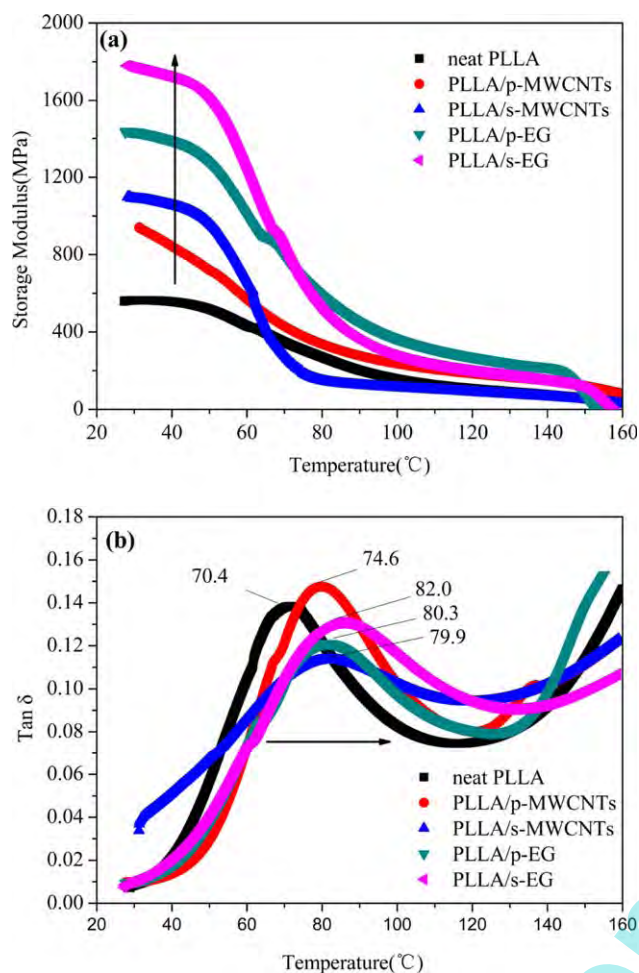 (a)
neat PLLA
PLLA/p-MWCNTs
PLLA/s-MWCNTs
PLLA/p-EG
PLLA/s-EG
Storage Modulus(MPa)
2000
1600
1200
800
400
0
20 40 60 80 100 120 140 160
Temperature(℃)
(b)
70.4
74.6
82.0
80.3
79.9
Tan δ
0.18
0.16
0.14
0.12
0.10
0.08
0.06
0.04
0.02
0.00
neat PLLA
PLLA/p-MWCNTs
PLLA/s-MWCNTs
PLLA/p-EG
PLLA/s-EG
20 40 60 80 100 120 140 160
Temperature(℃)